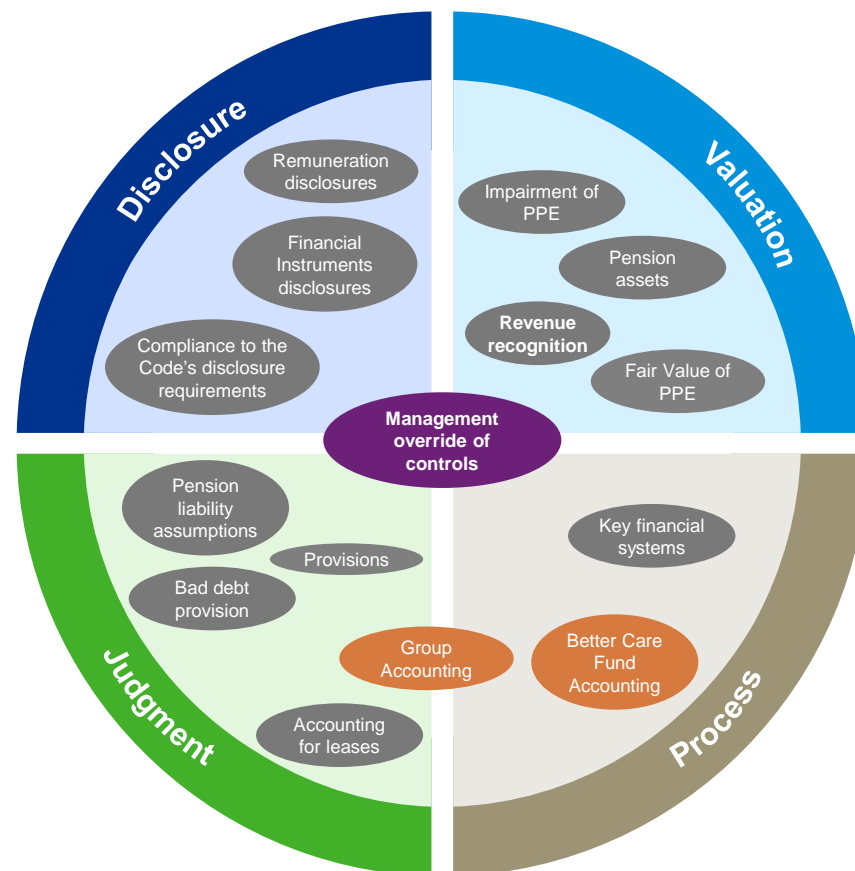 Disclosure
Remuneration
disclosures
Financial
Instruments
disclosures
Compliance to the
Code's disclosure
requirements
Valuation
Impairment of
PPE
Pension
assets
Revenue
recognition
Fair Value of
PPE
Management
override of
controls
Judgment
Pension
liability
assumptions
Provisions
Bad debt
provision
Group
Accounting
Accounting
for leases
Process
Key financial
systems
Better Care
Fund
Accounting